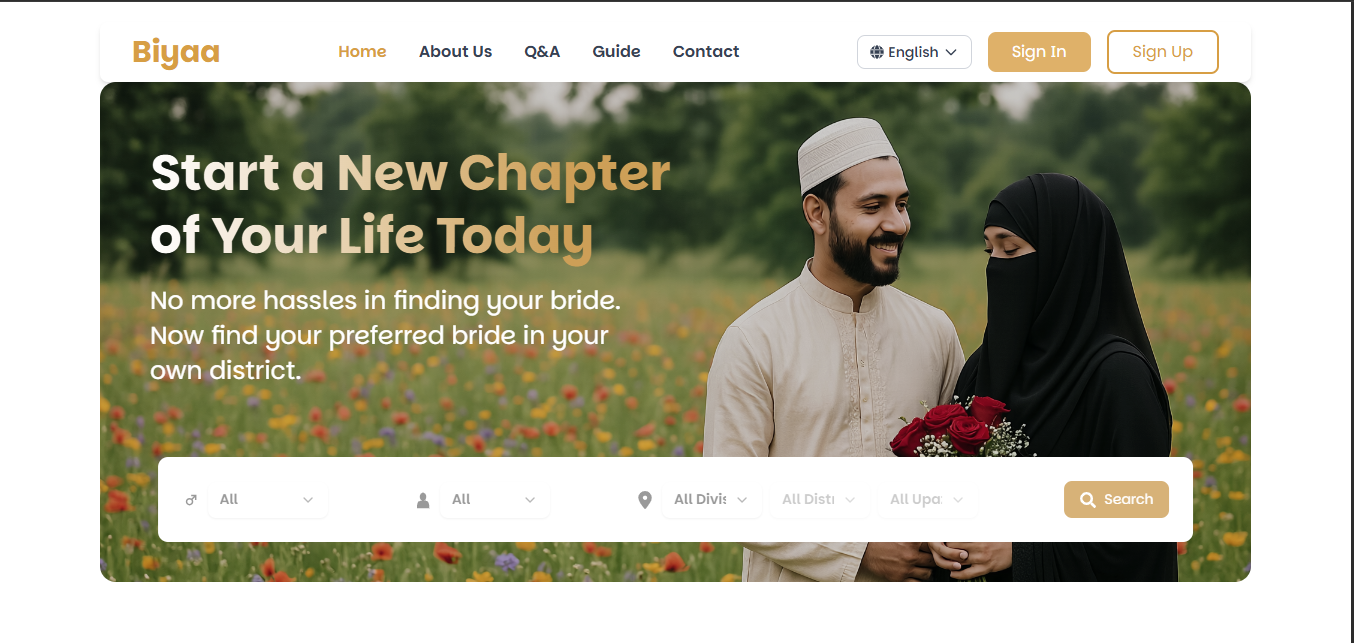 Biyaa
Home About Us Q&A Guide Contact
English
Sign In
Sign Up
Start a New Chapter
of Your Life Today
No more hassles in finding your bride.
Now find your preferred bride in your
own district.
All
All
All Divis
All Distr
All Upa
Search